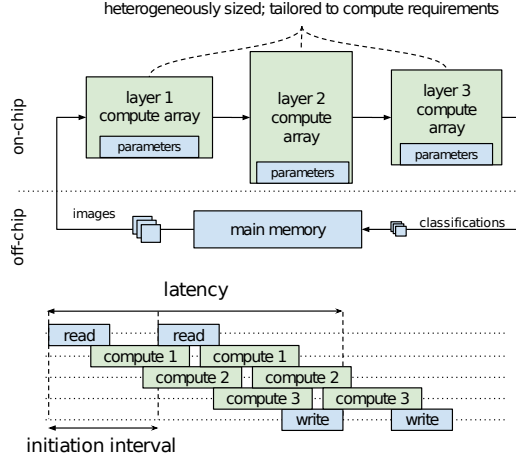 heterogeneously sized; tailored to compute requirements
on-chip
layer 1
compute array
parameters
layer 2
compute
array
parameters
layer 3
compute
array
parameters
off-chip
images
main memory
classifications
latency
read
read
compute 1
compute 1
compute 2
compute 2
compute 3
compute 3
write
write
initiation interval